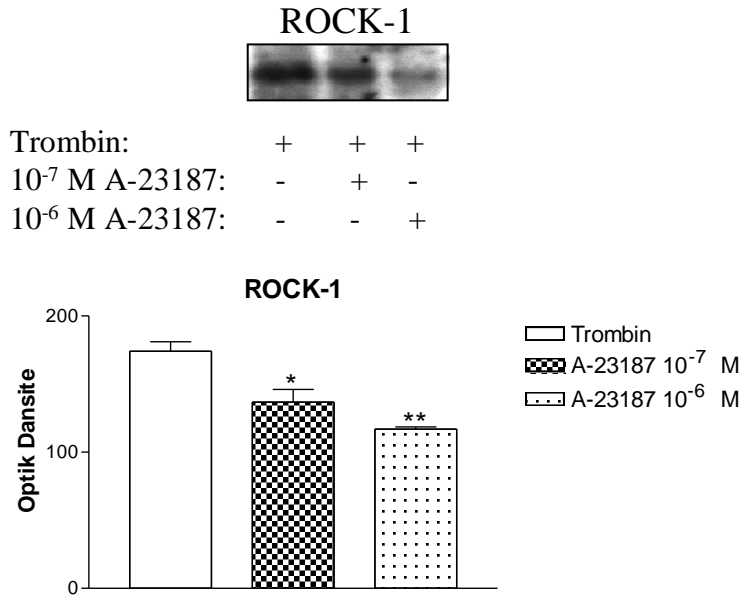 ROCK-1
Trombin: + + +
10⁻⁷ M A-23187: - + -
10⁻⁶ M A-23187: - - +
ROCK-1
200
100
0
Optik Dansite
*
**
Trombin
A-23187 10⁻⁷ M
A-23187 10⁻⁶ M